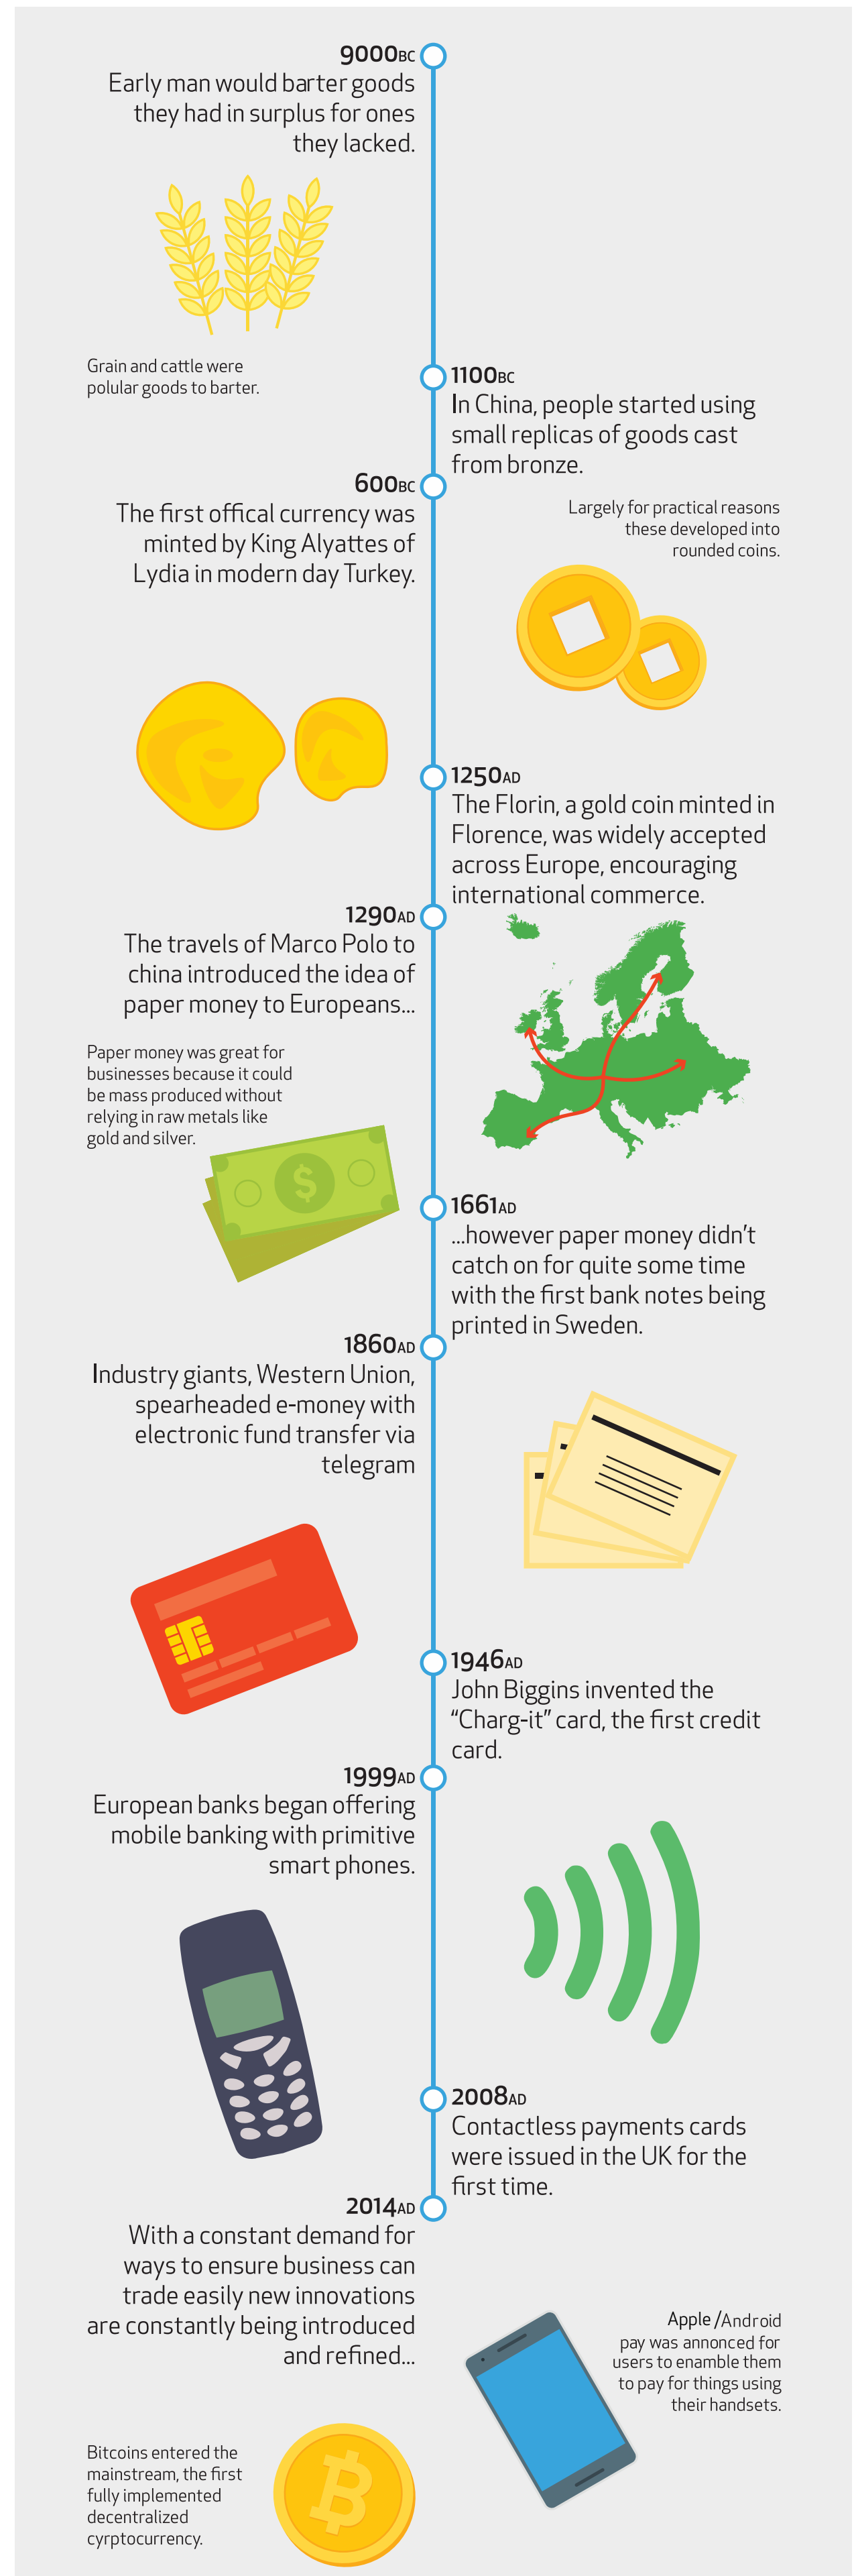 9000BC
Early man would barter goods
they had in surplus for ones
they lacked.
Grain and cattle were
polular goods to barter.
1100BC
In China, people started using
small replicas of goods cast
from bronze.
Largely for practical reasons
these developed into
rounded coins.
600BC
The first offical currency was
minted by King Alyattes of
Lydia in modern day Turkey.
1250AD
The Florin, a gold coin minted in
Florence, was widely accepted
across Europe, encouraging
international commerce.
1290AD
The travels of Marco Polo to
china introduced the idea of
paper money to Europeans...
Paper money was great for
businesses because it could
be mass produced without
relying in raw metals like
gold and silver.
$
1661AD
...however paper money didn't
catch on for quite some time
with the first bank notes being
printed in Sweden.
1860AD
Industry giants, Western Union,
spearheaded e-money with
electronic fund transfer via
telegram
1946AD
John Biggins invented the
“Charg-it” card, the first credit
card.
1999AD
European banks began offering
mobile banking with primitive
smart phones.
2008AD
Contactless payments cards
were issued in the UK for the
first time.
2014AD
With a constant demand for
ways to ensure business can
trade easily new innovations
are constantly being introduced
and refined...
Apple /Android
pay was annonced for
users to enamble them
to pay for things using
their handsets.
Bitcoins entered the
mainstream, the first
fully implemented
decentralized
cyrptocurrency.